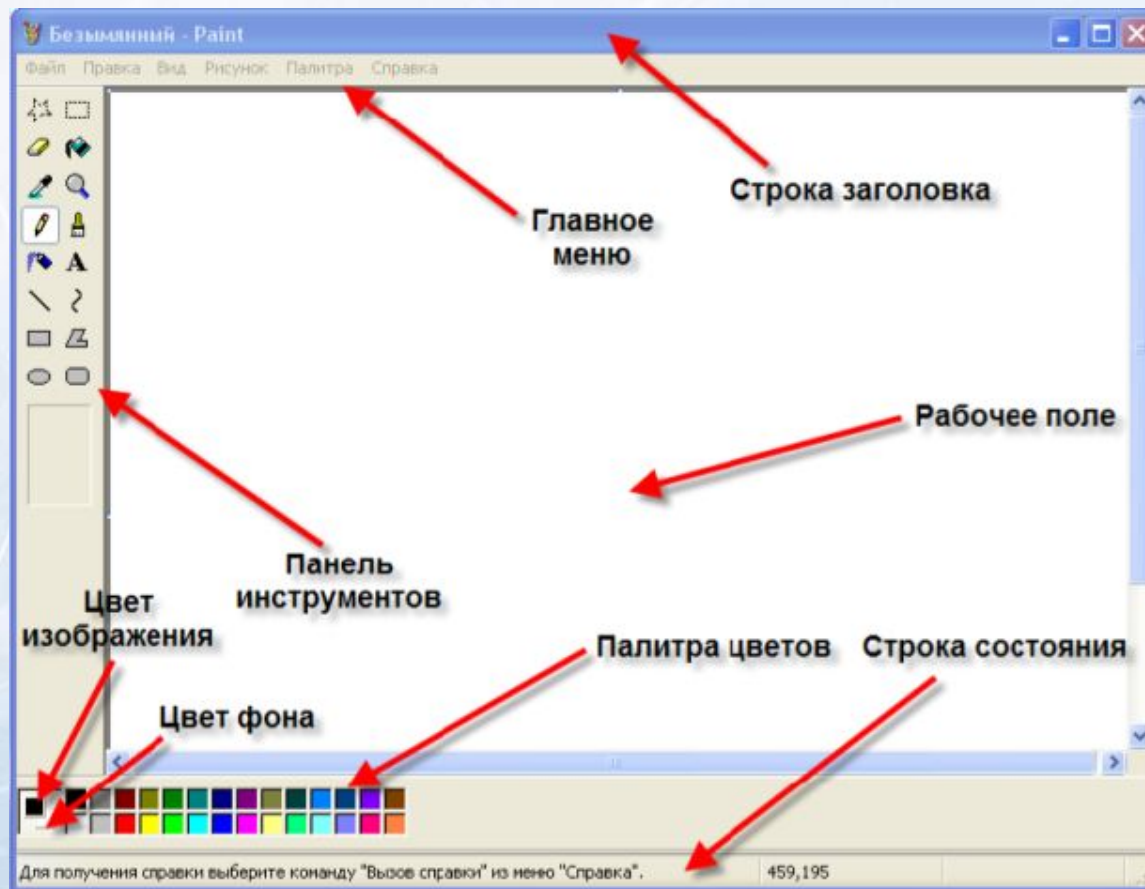 Безымянный - Paint
Файл Правка Вид Рисунок Палитра Справка
Строка заголовка
Главное
меню
Рабочее поле
Панель
инструментов
Цвет
изображения
Палитра цветов
Строка состояния
Цвет фона
Для получения справки выберите команду "Вызов справки" из меню "Справка". 459,195